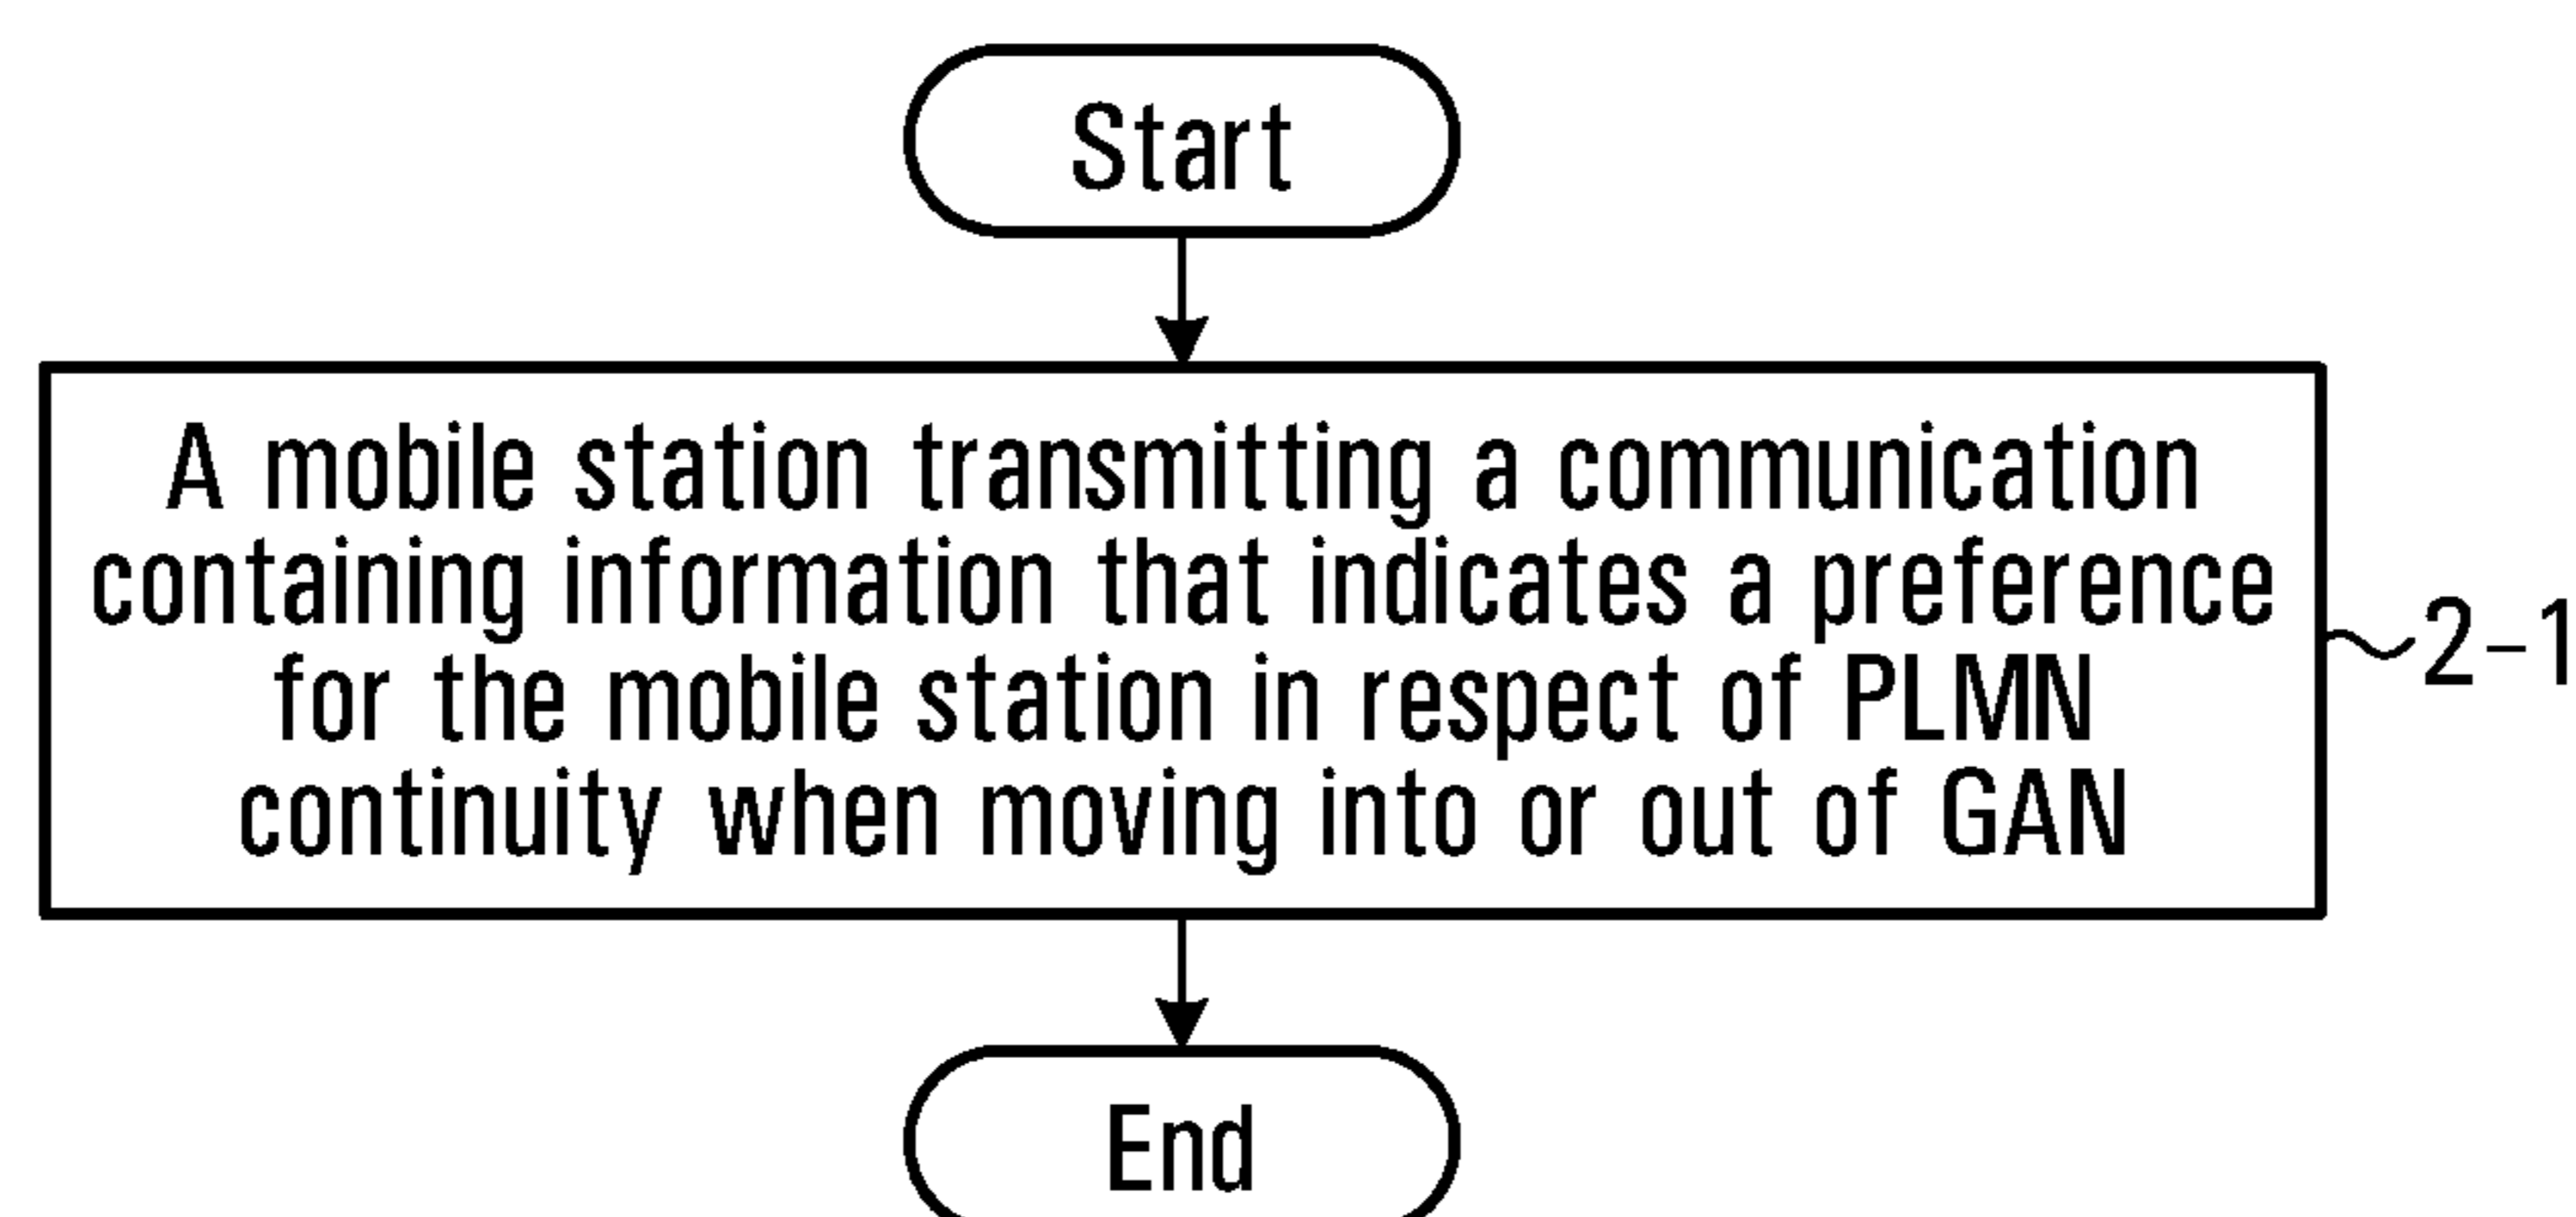 Start
A mobile station transmitting a communication
containing information that indicates a preference
for the mobile station in respect of PLMN
continuity when moving into or out of GAN
2-1
End